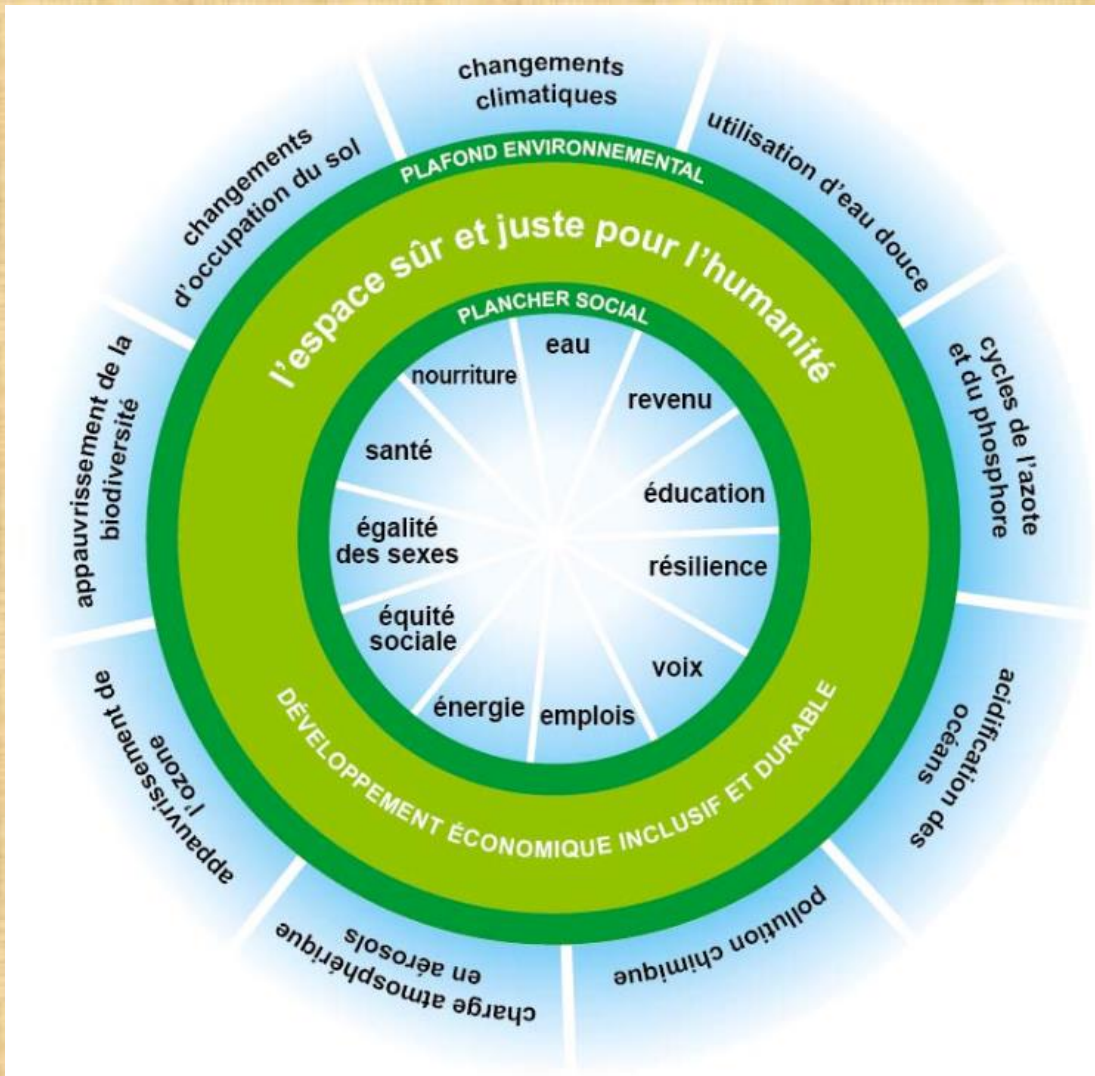 changements
climatiques
utilisation d'eau douce
cycles de l'azote
et du phosphore
acidification des
océans
pollution chimique
charge atmosphérique
en aérosols
appauvrissement de
l'ozone
appauvrissement de la
biodiversité
changements
d'occupation du sol
PLAFOND ENVIRONNEMENTAL
l'espace sûr et juste pour l'humanité
PLANCHER SOCIAL
eau
revenu
éducation
résilience
voix
emplois
énergie
équité
sociale
égalité
des sexes
santé
nourriture
DÉVELOPPEMENT ÉCONOMIQUE INCLUSIF ET DURABLE